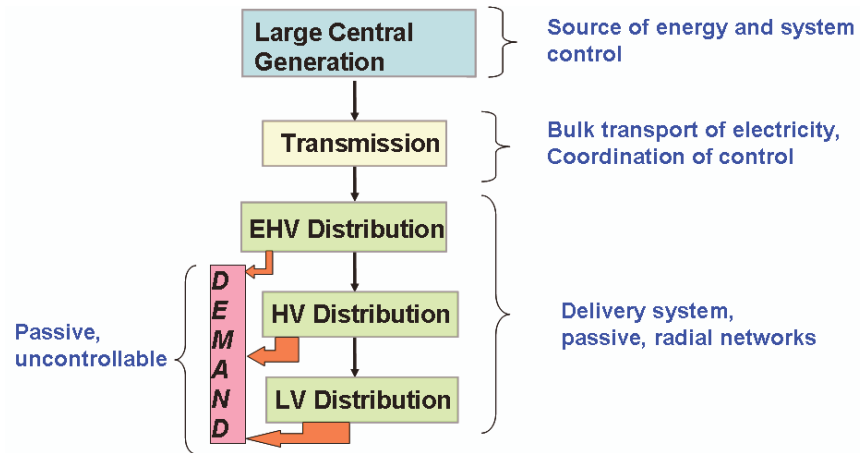 Large Central
Generation
Source of energy and system
control
Transmission
Bulk transport of electricity,
Coordination of control
EHV Distribution
DEMAND
HV Distribution
Delivery system,
passive, radial networks
Passive,
uncontrollable
LV Distribution